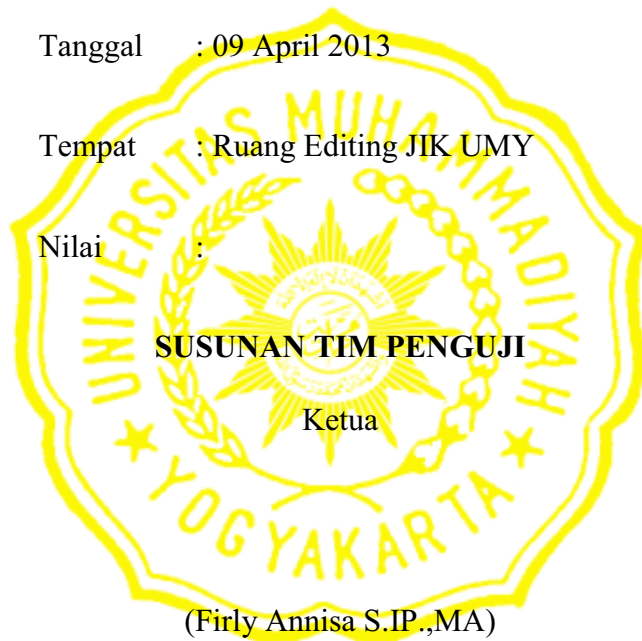 Tanggal : 09 April 2013
Tempat : Ruang Editing JIK UMY
Nilai :
SUSUNAN TIM PENGUJI
Ketua
(Firly Annisa S.IP.,MA)
UNIVERSITAS MUHAMMADIYAH
YOGYAKARTA